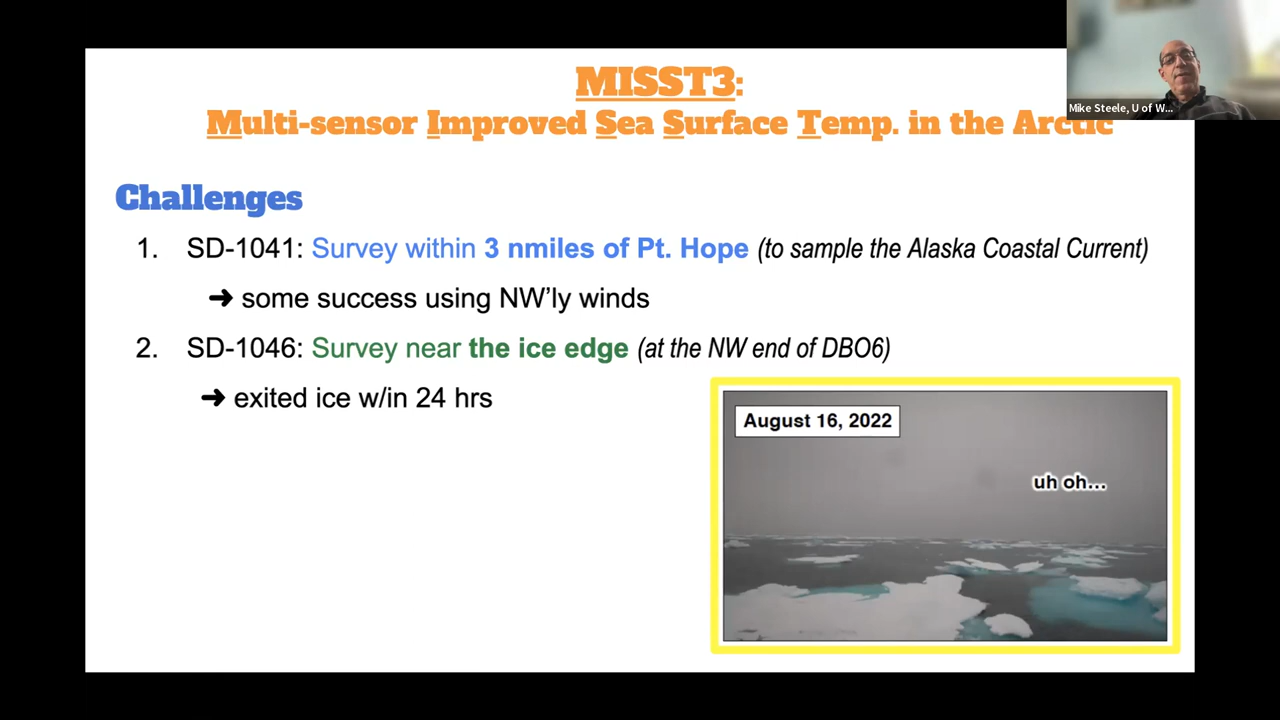 MISST3:
Multi-sensor Improved Sea Surface Temp. in the Arctic
Mike Steele, U of W...
Challenges
1. SD-1041: Survey within 3 nmiles of Pt. Hope (to sample the Alaska Coastal Current)
➔ some success using NW'ly winds
2. SD-1046: Survey near the ice edge (at the NW end of DBO6)
➔ exited ice w/in 24 hrs
August 16, 2022
uh oh...